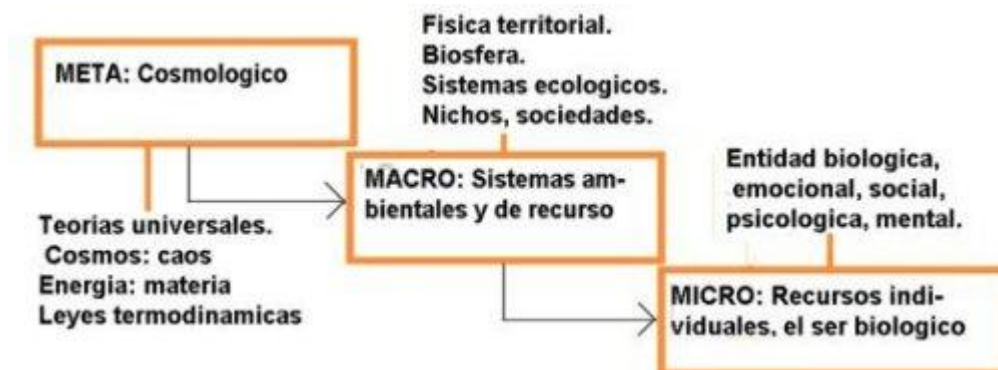 META: Cosmologico
Teorias universales.
Cosmos: caos
Energia: materia
Leyes termodinamicas
Fisica territorial.
Biosfera.
Sistemas ecologicos.
Nichos, sociedades.
MACRO: Sistemas am-
bientales y de recurso
Entidad biologica,
emocional, social,
psicologica, mental.
MICRO: Recursos indi-
viduales, el ser biologico